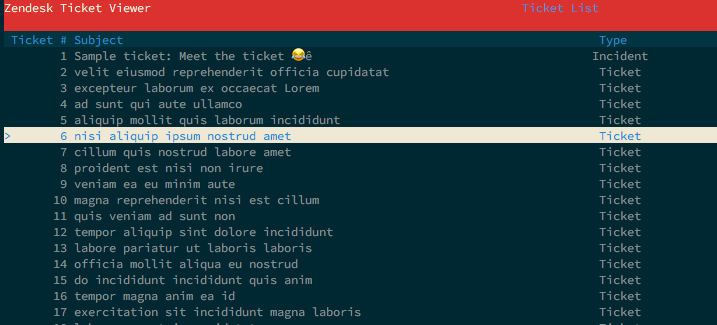 Zendesk Ticket Viewer Ticket List
Ticket # Subject Type
1 Sample ticket: Meet the ticket 😂ê Incident
2 velit eiusmod reprehenderit officia cupidatat Ticket
3 excepteur laborum ex occaecat Lorem Ticket
4 ad sunt qui aute ullamco Ticket
5 aliquip mollit quis laborum incididunt Ticket
> 6 nisi aliquip ipsum nostrud amet Ticket
7 cillum quis nostrud labore amet Ticket
8 proident est nisi non irure Ticket
9 veniam ea eu minim aute Ticket
10 magna reprehenderit nisi est cillum Ticket
11 quis veniam ad sunt non Ticket
12 tempor aliquip sint dolore incididunt Ticket
13 labore pariatur ut laboris laboris Ticket
14 officia mollit aliqua eu nostrud Ticket
15 do incididunt incididunt quis anim Ticket
16 tempor magna anim ea id Ticket
17 exercitation sit incididunt magna laboris Ticket